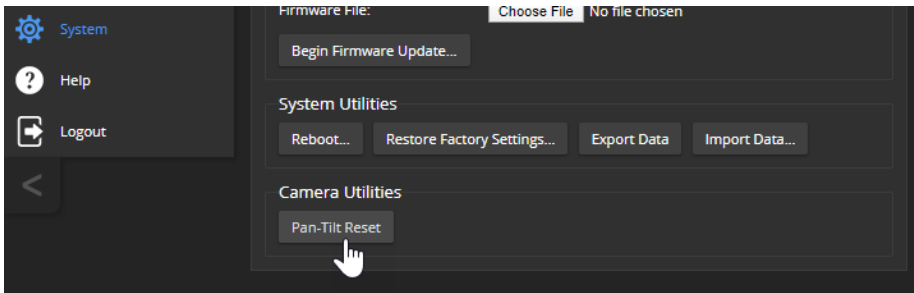 System
Help
Logout
Firmware File: Choose File No file chosen
Begin Firmware Update...
System Utilities
Reboot... Restore Factory Settings... Export Data Import Data...
Camera Utilities
Pan-Tilt Reset